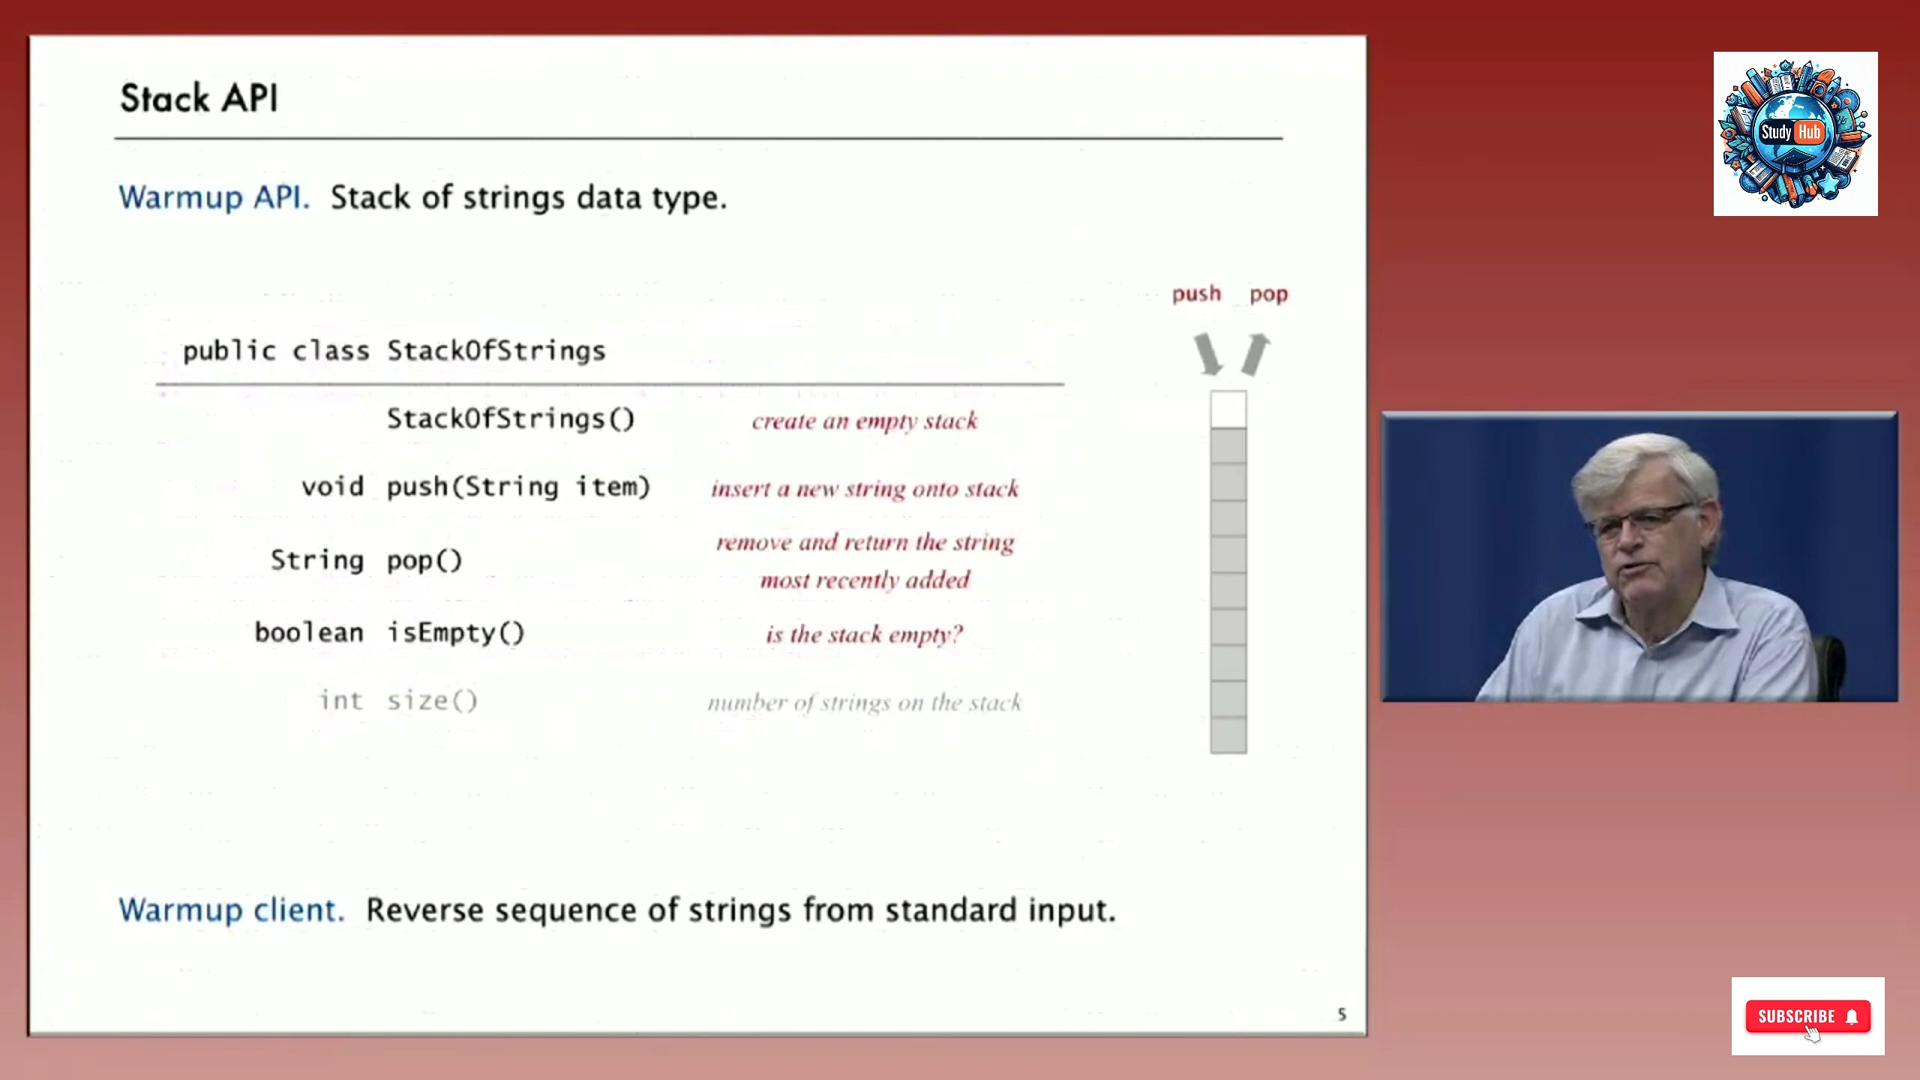 Stack API
Warmup API. Stack of strings data type.
push pop
public class StackOfStrings
StackOfStrings() create an empty stack
void push(String item) insert a new string onto stack
String pop() remove and return the string
most recently added
boolean isEmpty() is the stack empty?
int size() number of strings on the stack
Warmup client. Reverse sequence of strings from standard input.
5
Study Hub
SUBSCRIBE